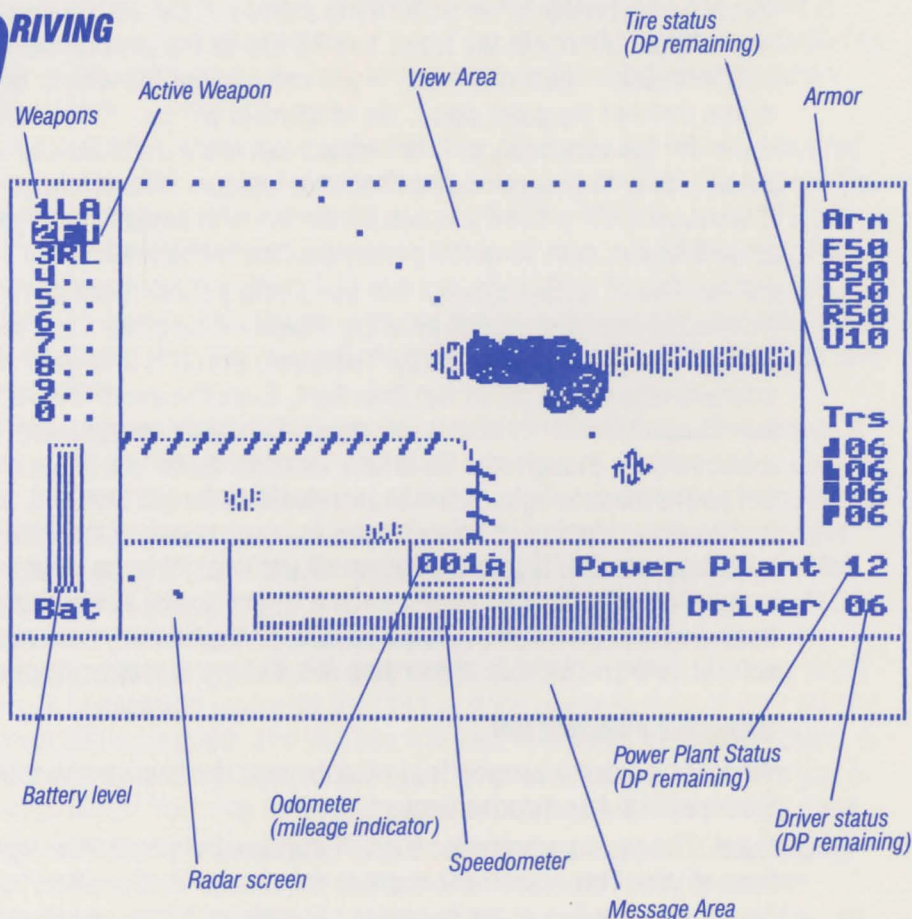 RIVING
Tire status
(DP remaining)
View Area
Active Weapon
Armor
Weapons
1LA
3RL
4..
5..
6..
7..
8..
9..
0..
Arm
F50
B50
L50
R50
U10
Trs
06
06
06
06
Power Plant 12
Bat
Driver 06
Power Plant Status
(DP remaining)
Battery level
Odometer
(mileage indicator)
Driver status
(DP remaining)
Speedometer
Radar screen
Message Area